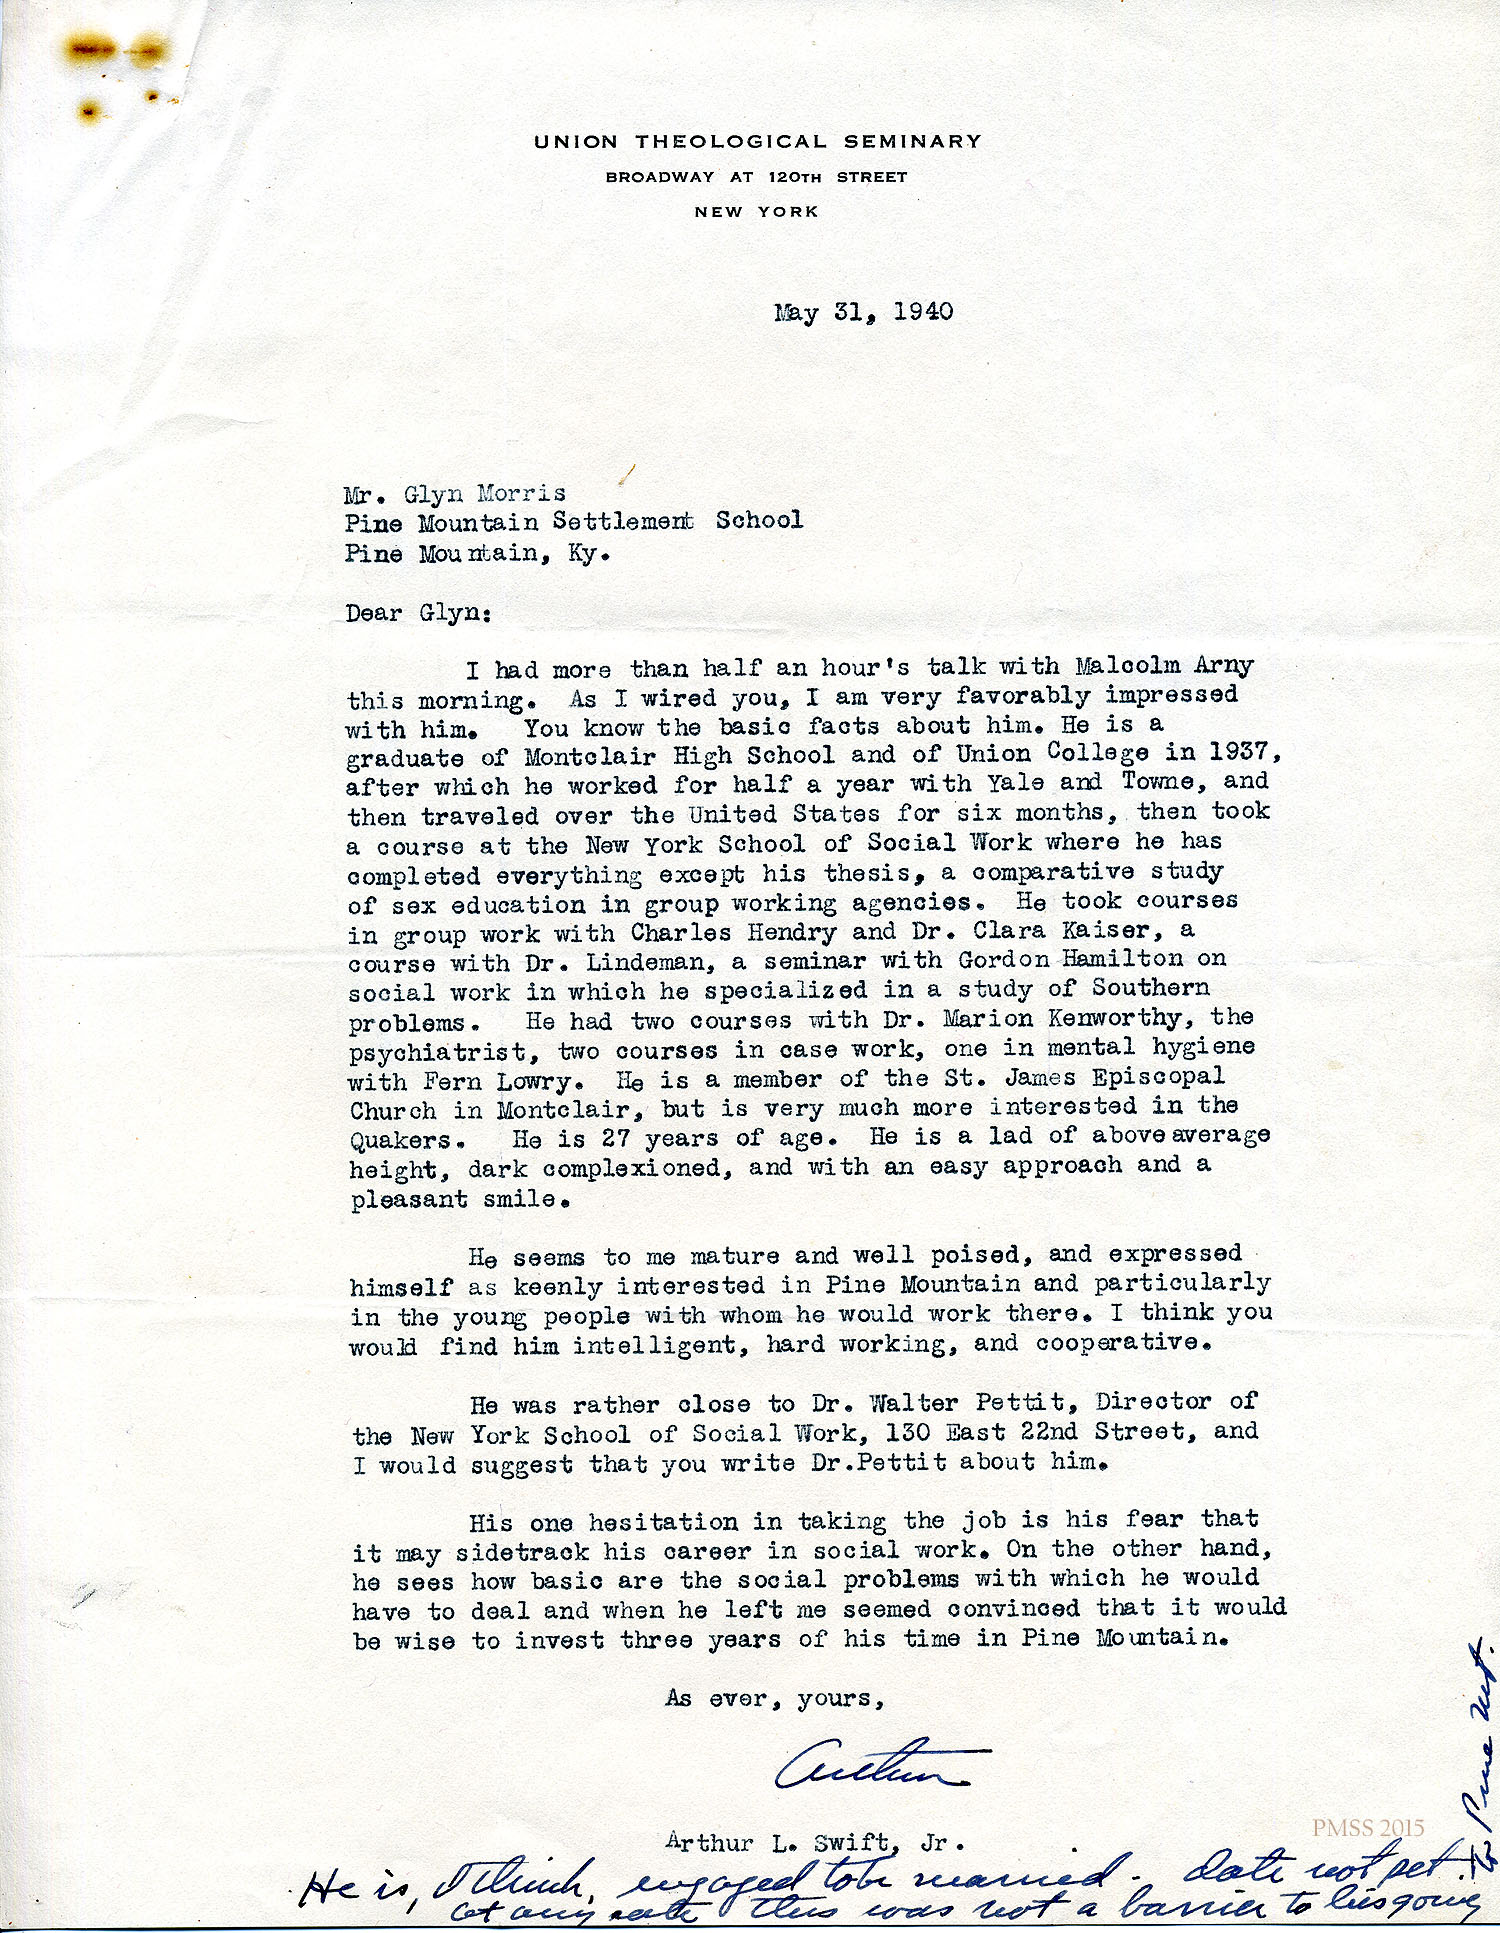 UNION THEOLOGICAL SEMINARY
BROADWAY AT 120TH STREET
NEW YORK
May 31, 1940
Mr. Glyn Morris
Pine Mountain Settlement School
Pine Mountain, Ky.
Dear Glyn:
I had more than half an hour's talk with Malcolm Arny
this morning. As I wired you, I am very favorably impressed
with him. You know the basic facts about him. He is a
graduate of Montclair High School and of Union College in 1937,
after which he worked for half a year with Yale and Towne, and
then traveled over the United States for six months, then took
a course at the New York School of Social Work where he has
completed everything except his thesis, a comparative study
of sex education in group working agencies. He took courses
in group work with Charles Hendry and Dr. Clara Kaiser, a
course with Dr. Lindeman, a seminar with Gordon Hamilton on
social work in which he specialized in a study of Southern
problems. He had two courses with Dr. Marion Kenworthy, the
psychiatrist, two courses in case work, one in mental hygiene
with Fern Lowry. He is a member of the St. James Episcopal
Church in Montclair, but is very much more interested in the
Quakers. He is 27 years of age. He is a lad of above average
height, dark complexioned, and with an easy approach and a
pleasant smile.
He seems to me mature and well poised, and expressed
himself as keenly interested in Pine Mountain and particularly
in the young people with whom he would work there. I think you
would find him intelligent, hard working, and cooperative.
He was rather close to Dr. Walter Pettit, Director of
the New York School of Social Work, 130 East 22nd Street, and
I would suggest that you write Dr.Pettit about him.
His one hesitation in taking the job is his fear that
it may sidetrack his career in social work. On the other hand,
he sees how basic are the social problems with which he would
have to deal and when he left me seemed convinced that it would
be wise to invest three years of his time in Pine Mountain.
As ever, yours,
Arthur
Arthur L. Swift, Jr.
PMSS 2015
He is, I think, engaged to be married. Date not set.
at any rate this was not a barrier to his going
to Pine Mt.